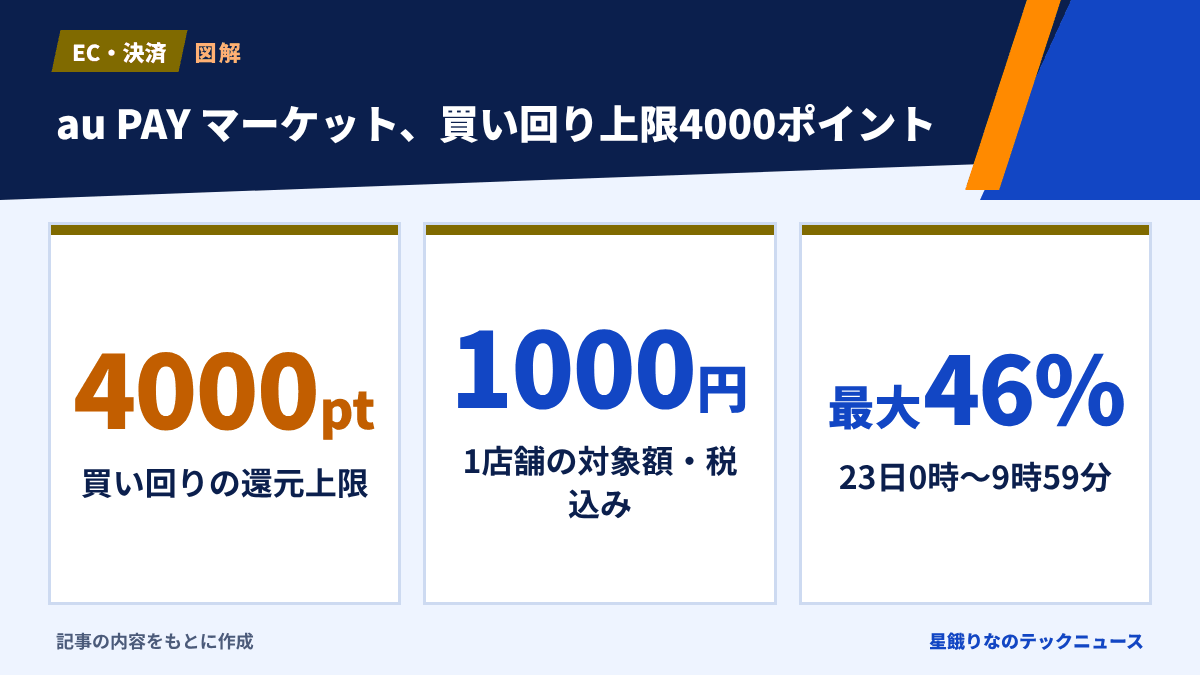 EC・決済 図解
au PAY マーケット、買い回り上限4000ポイント
4000pt
買い回りの還元上限
1000円
1店舗の対象額・税
込み
最大46%
23日0時〜9時59分
記事の内容をもとに作成
星餓りなのテックニュース